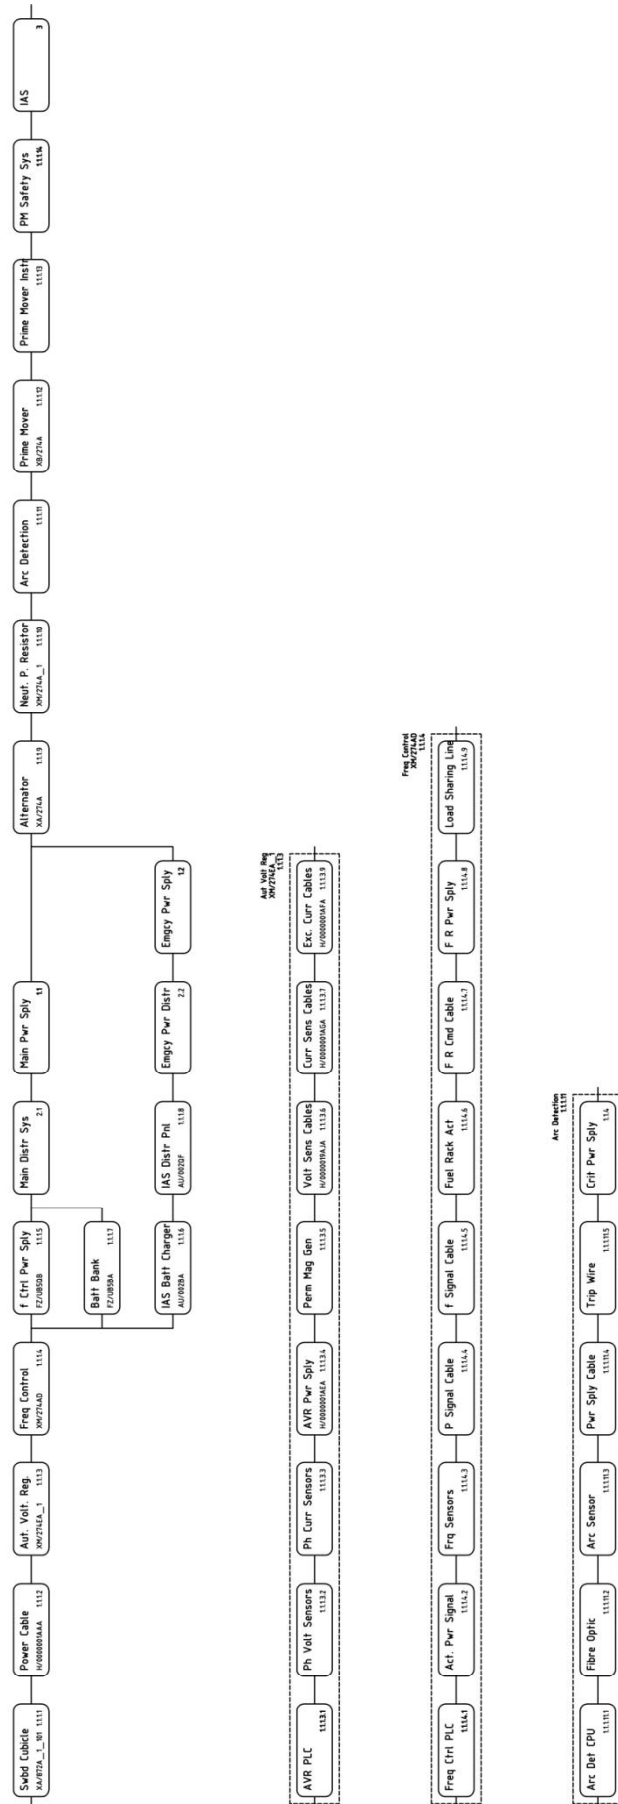 Swbd Cubicle
XA/872A_1_101 1.1.1.1
Power Cable
1.1.1.2
H/0000001AAA
Aut. Volt. Reg.
1.1.1.3
XM/274EA_1
Freq Control
1.1.1.4
XM/274AD
f Ctrl Pwr Sply
1.1.1.5
FZ/UB5QB
Main Distr Sys
2.1
Main Pwr Sply
1.1
Alternator
1.1.1.9
XA/274A
Neut. P. Resistor
1.1.1.10
XM/274A_1
Arc Detection
1.1.1.11
Prime Mover
1.1.1.12
XB/274A
Prime Mover Instr
1.1.1.13
PM Safety Sys
1.1.1.14
IAS
3
Batt Bank
1.1.1.7
FZ/UB5BA
IAS Batt Charger
1.1.1.6
AU/002BA
IAS Distr Pnl
1.1.1.8
AU/002QF
Emgcy Pwr Distr
2.2
Emgcy Pwr Sply
1.2
Aut Volt Reg
XM/274EA_1
1.1.1.3
AVR PLC
1.1.1.3.1
Ph Volt Sensors
1.1.1.3.2
Ph Curr Sensors
1.1.1.3.3
AVR Pwr Sply
1.1.1.3.4
H/0000001AEA
Perm Mag Gen
1.1.1.3.5
Volt Sens Cables
1.1.1.3.6
H/0000019AJA
Curr Sens Cables
1.1.1.3.7
H/0000001AGA
Exc. Curr Cables
1.1.1.3.9
H/0000001AFA
Freq Control
XM/274AD
1.1.1.4
Freq Ctrl PLC
1.1.1.4.1
Act. Pwr Signal
1.1.1.4.2
Frq Sensors
1.1.1.4.3
P Signal Cable
1.1.1.4.4
f Signal Cable
1.1.1.4.5
Fuel Rack Act
1.1.1.4.6
F R Cmd Cable
1.1.1.4.7
F R Pwr Sply
1.1.1.4.8
Load Sharing Line
1.1.1.4.9
Arc Detection
1.1.1.11
Arc Det CPU
1.1.1.11.1
Fibre Optic
1.1.1.11.2
Arc Sensor
1.1.1.11.3
Pwr Sply Cable
1.1.1.11.4
Trip Wire
1.1.1.11.5
Crit Pwr Sply
1.1.4